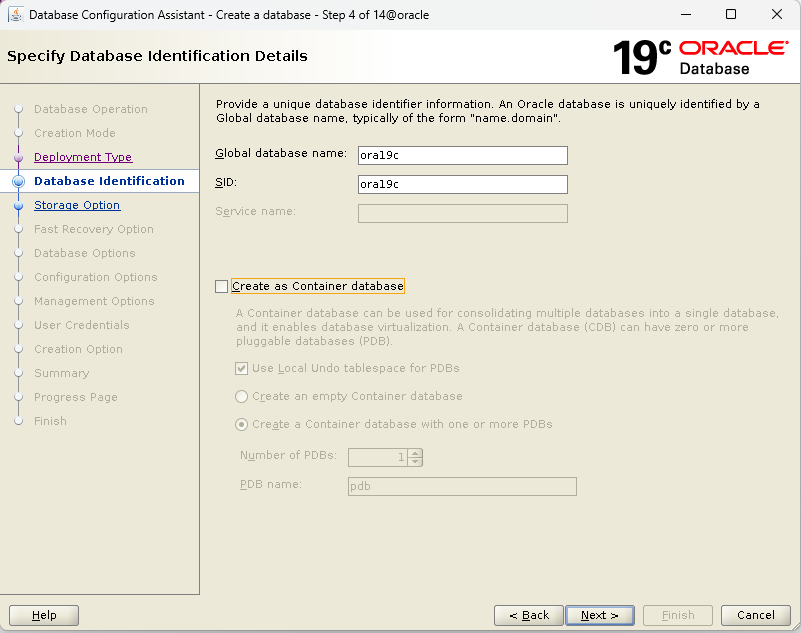 Database Configuration Assistant - Create a database - Step 4 of 14@oracle
Specify Database Identification Details
19c ORACLE
Database
Database Operation
Creation Mode
Deployment Type
Database Identification
Storage Option
Fast Recovery Option
Database Options
Configuration Options
Management Options
User Credentials
Creation Option
Summary
Progress Page
Finish
Provide a unique database identifier information. An Oracle database is uniquely identified by a
Global database name, typically of the form "name.domain".
Global database name: ora19c
SID: ora19c
Service name:
Create as Container database
A Container database can be used for consolidating multiple databases into a single database,
and it enables database virtualization. A Container database (CDB) can have zero or more
pluggable databases (PDB).
Use Local Undo tablespace for PDBs
Create an empty Container database
Create a Container database with one or more PDBs
Number of PDBs: 1
PDB name: pdb
Help
< Back
Next >
Finish
Cancel